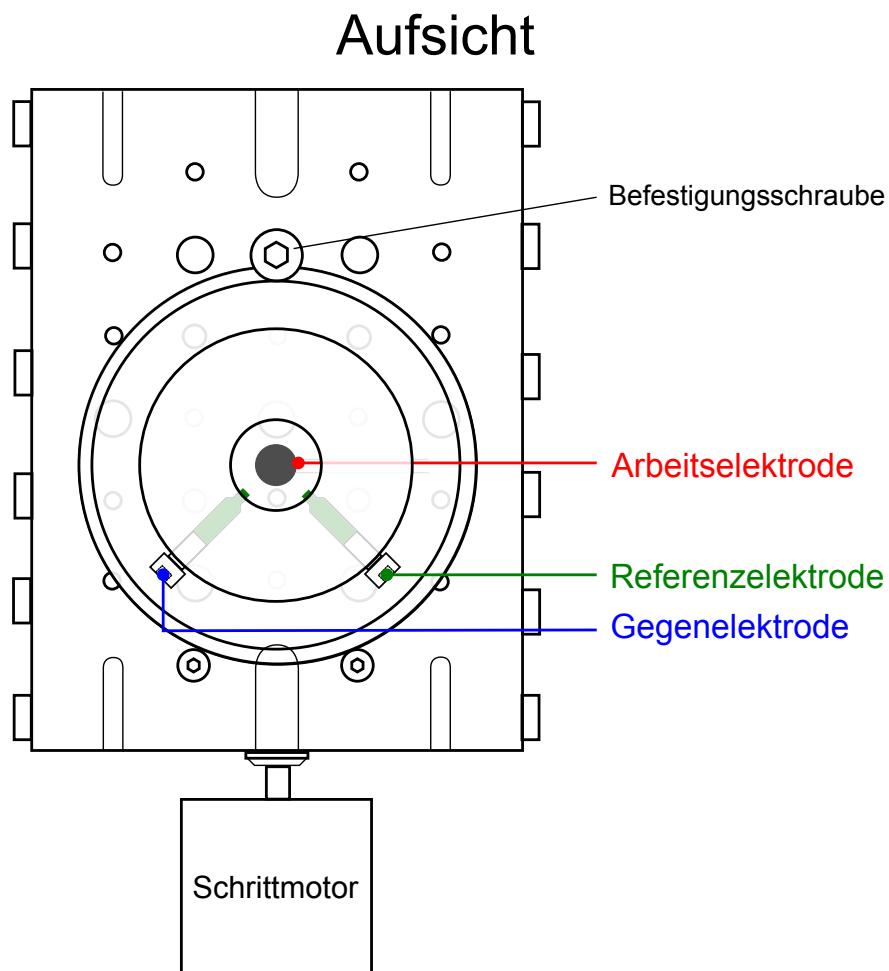 Aufsicht
Befestigungsschraube
Arbeitselektrode
Referenzelektrode
Gegenelektrode
Schrittmotor